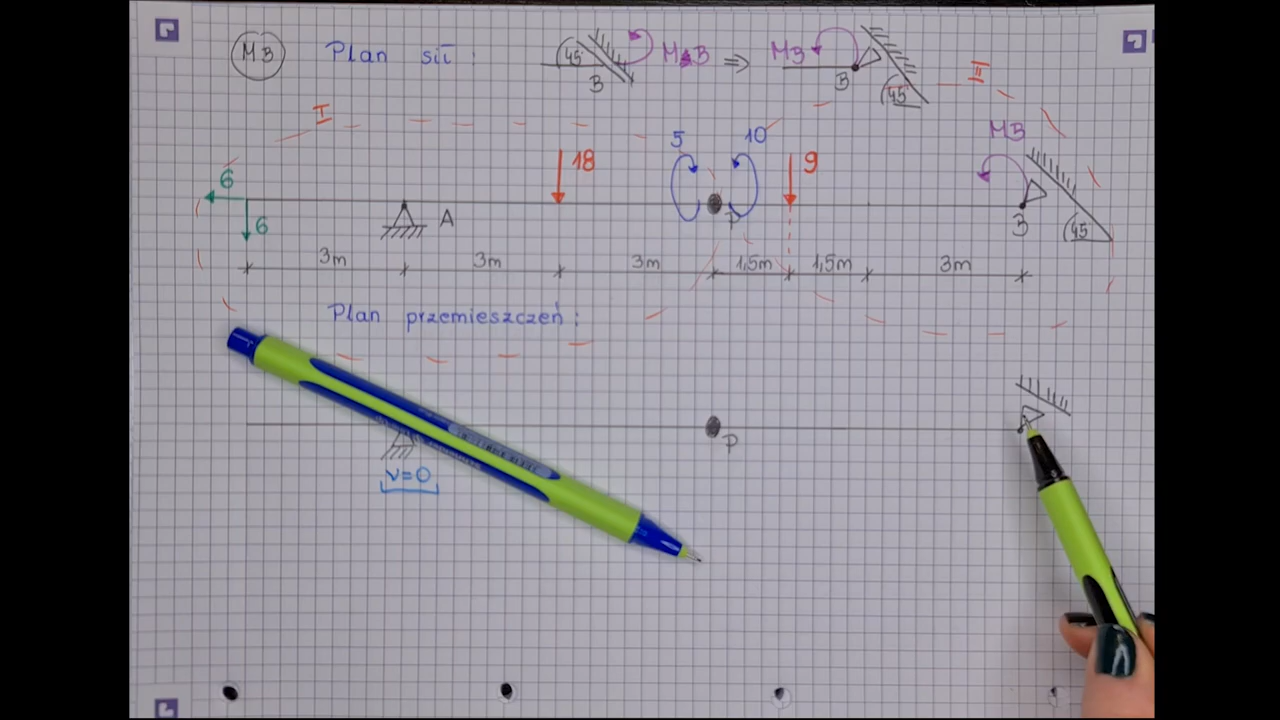 MB Plan sił: 45 B MB ⇒ MB B 45
I II
5 10 MB
6 18 9
6 A P B 45
3m 3m 3m 1,5m 1,5m 3m
Plan przemieszczeń:
P
v=0